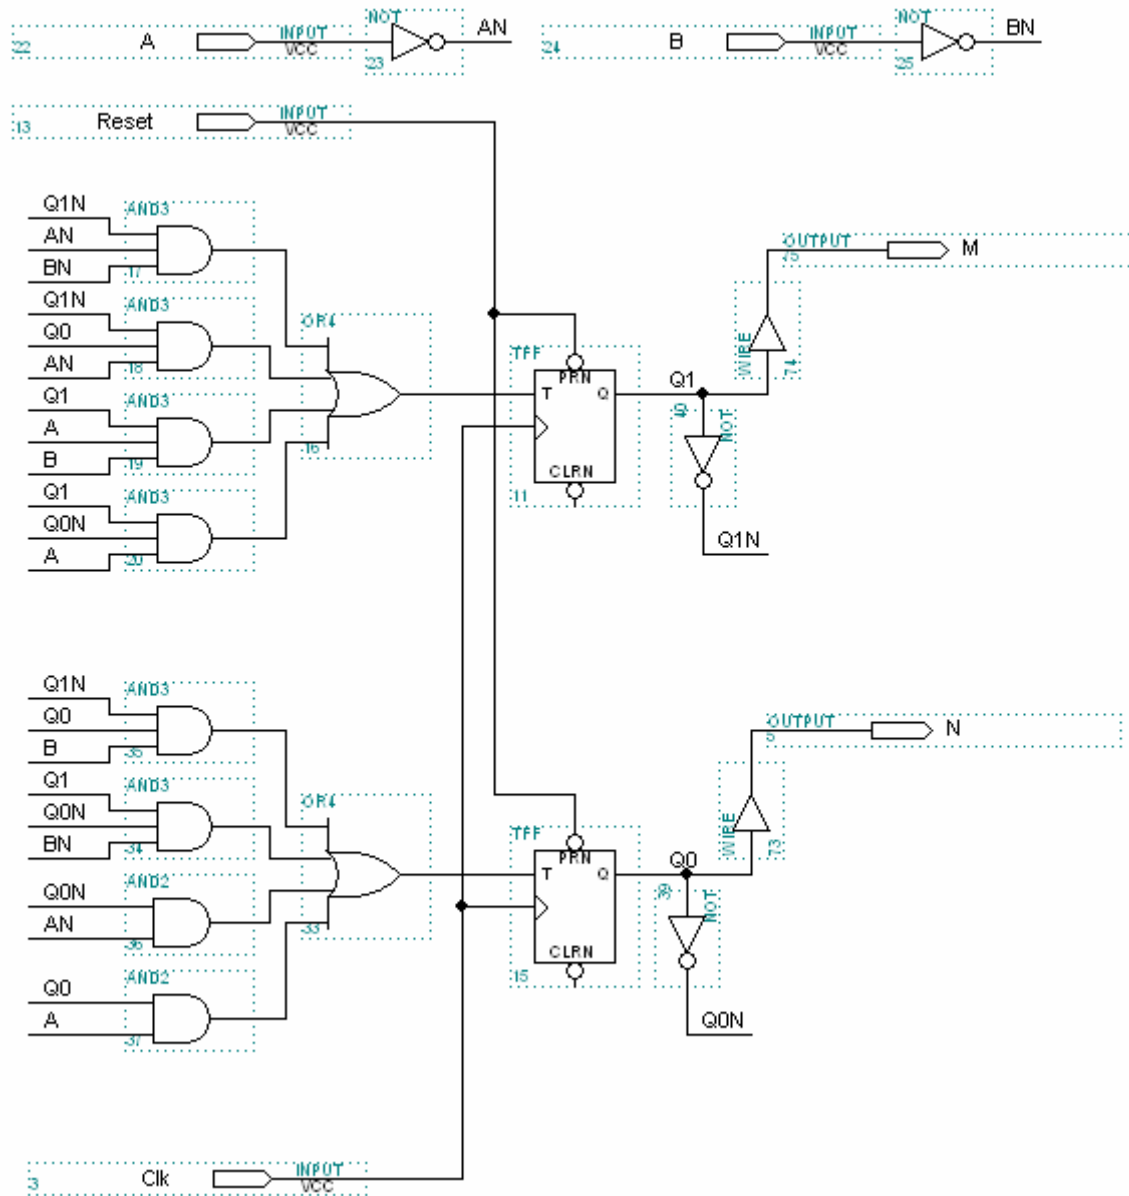 NOT AN NOT BN
A INPUT B INPUT
22 VCC 23 24 VCC 25
Reset INPUT
13 VCC
Q1N AND3
AN
BN 17
OUTPUT M
75
Q1N AND3
Q0 OR4
AN 18
WIRE 74
TFF
PRN
Q1 AND3 T Q Q1
A 40 NOT
B 19 16
CLRN
Q1 AND3 11
Q0N Q1N
A 20
Q1N AND3
Q0
B 35
OUTPUT N
5
Q1 AND3
Q0N OR4
BN 34
WIRE 73
TFF
PRN Q0
AND2 T Q
Q0N 39 NOT
AN 36 33
CLRN
AND2 15
Q0 Q0N
A 37
Clk INPUT
3 VCC